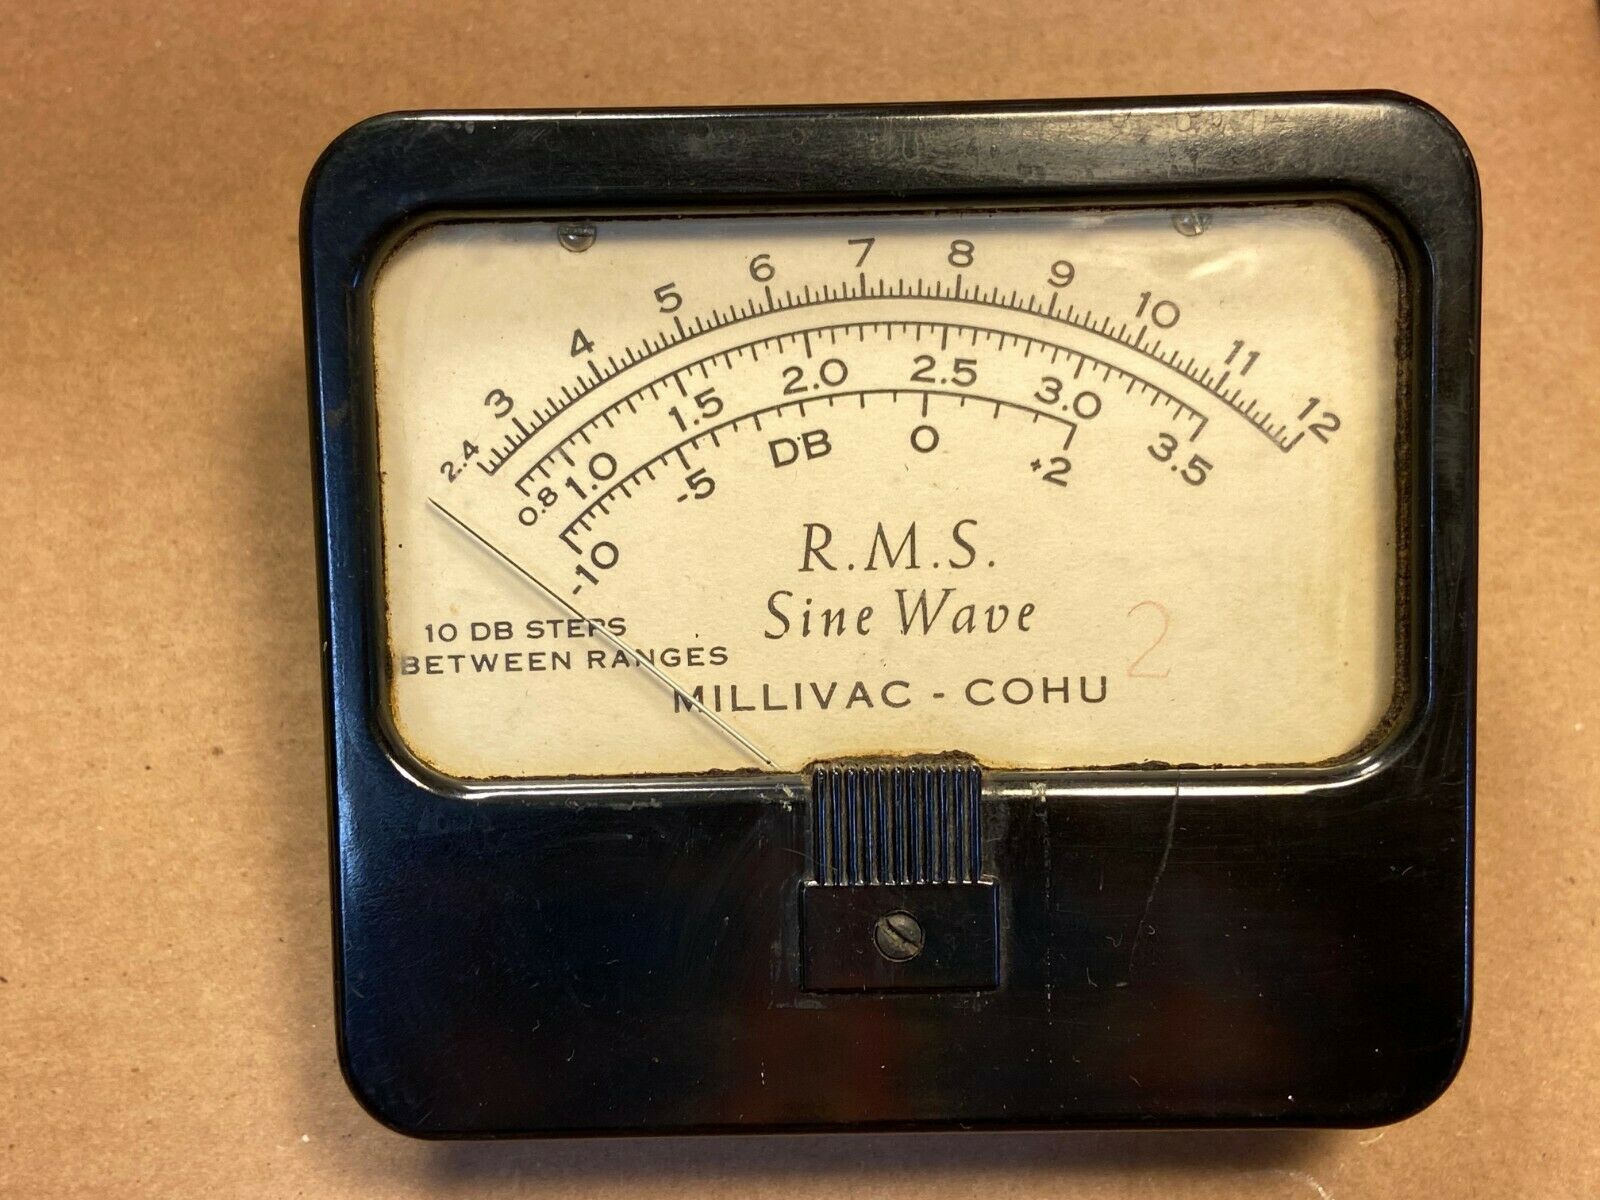 2.4 3 4 5 6 7 8 9 10 11 12
0.8 1.0 1.5 2.0 2.5 3.0 3.5
-10 -5 DB 0 +2
R.M.S.
Sine Wave
10 DB STEPS
BETWEEN RANGES
MILLIVAC - COHU
2